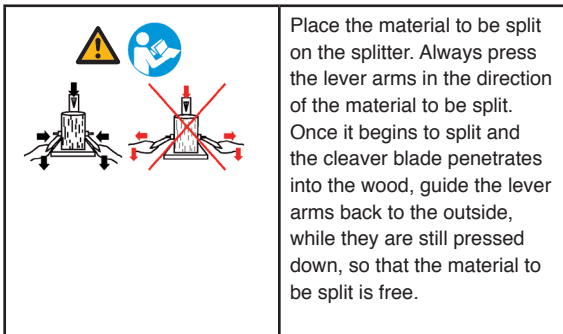 Place the material to be split
on the splitter. Always press
the lever arms in the direction
of the material to be split.
Once it begins to split and
the cleaver blade penetrates
into the wood, guide the lever
arms back to the outside,
while they are still pressed
down, so that the material to
be split is free.